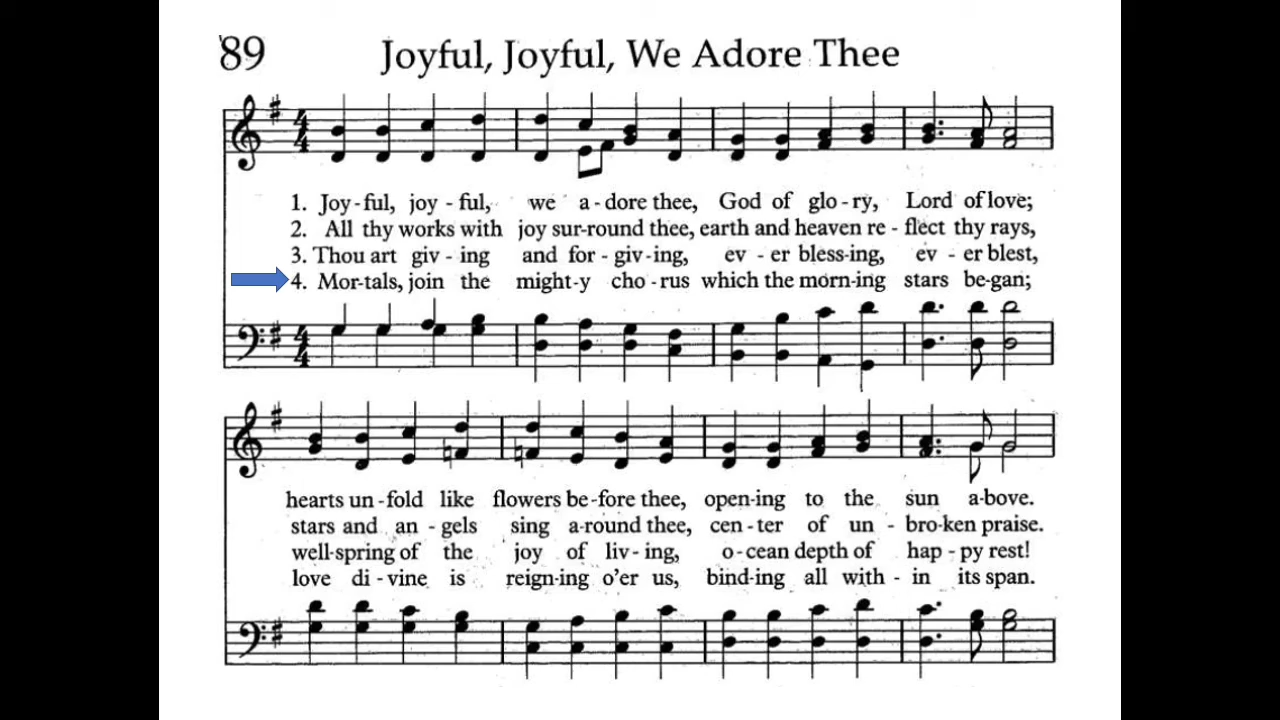 89 Joyful, Joyful, We Adore Thee
1. Joy-ful, joy-ful, we a-dore thee, God of glo-ry, Lord of love;
2. All thy works with joy sur-round thee, earth and heaven re-flect thy rays,
3. Thou art giv-ing and for-giv-ing, ev-er bless-ing, ev-er blest,
4. Mor-tals, join the might-y cho-rus which the morn-ing stars be-gan;
hearts un-fold like flowers be-fore thee, open-ing to the sun a-bove.
stars and an-gels sing a-round thee, cen-ter of un-bro-ken praise.
well-spring of the joy of liv-ing, o-cean depth of hap-py rest!
love di-vine is reign-ing o'er us, bind-ing all with-in its span.